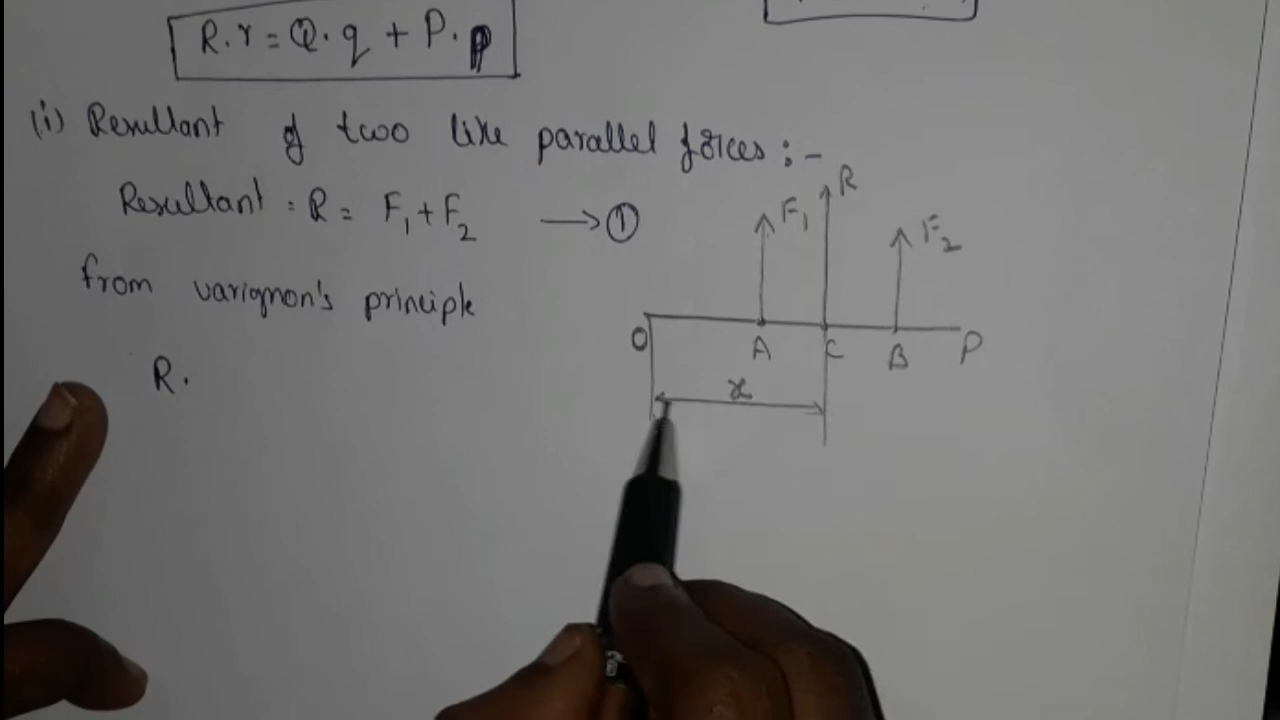 R.r = Q.q + P.p
(i) Resultant of two like parallel forces :-
Resultant = R = F1 + F2 → ①
from varignon's principle
R.
R
F1
F2
O A C B P
x